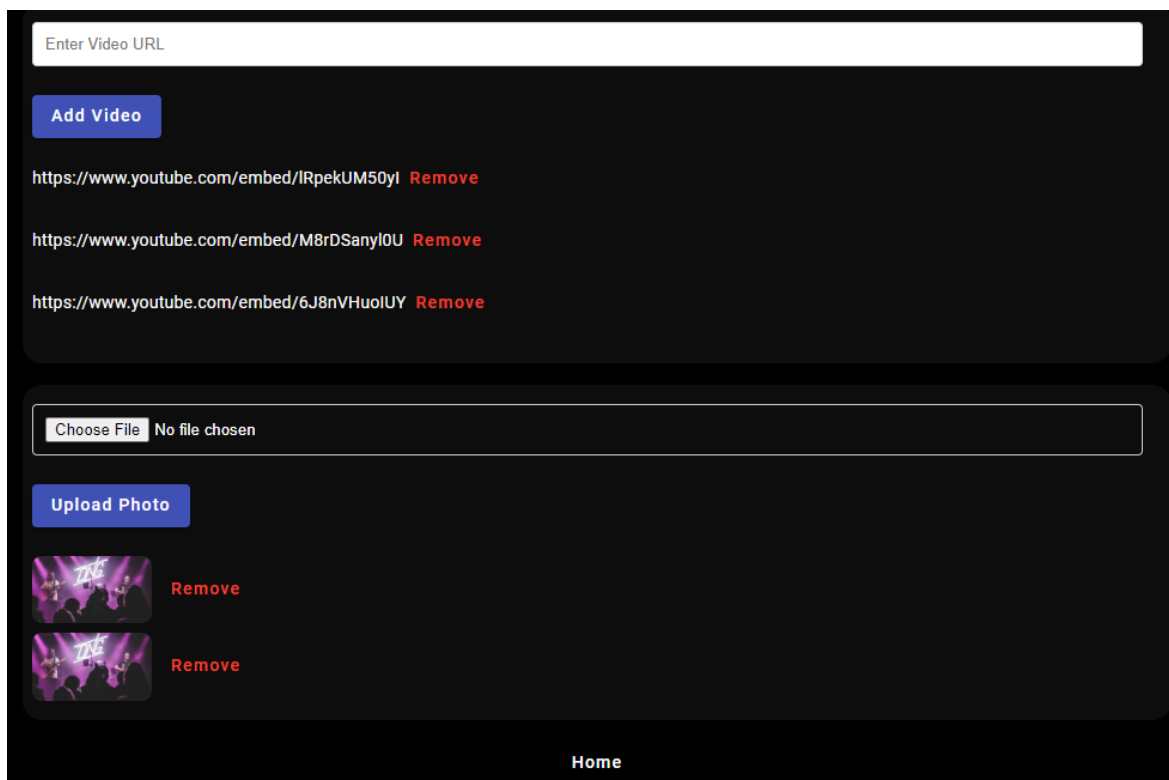 Enter Video URL
Add Video
https://www.youtube.com/embed/lRpekUM50yI Remove
https://www.youtube.com/embed/M8rDSanyl0U Remove
https://www.youtube.com/embed/6J8nVHuoIUY Remove
Choose File No file chosen
Upload Photo
Remove
Remove
Home